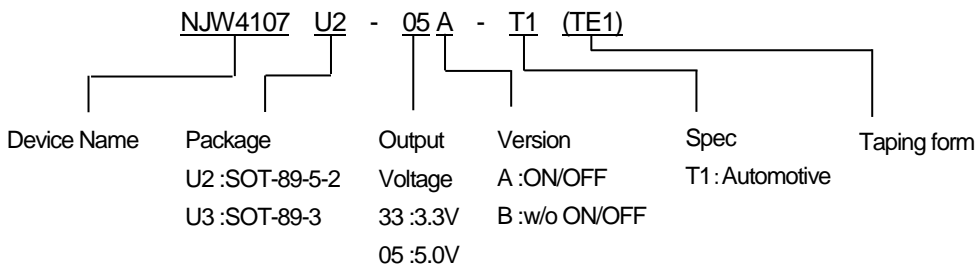 NJW4107 U2 - 05 A - T1 (TE1)
Device Name Package Output Version Spec Taping form
U2 :SOT-89-5-2 Voltage A :ON/OFF T1 : Automotive
U3 :SOT-89-3 33 :3.3V B :w/o ON/OFF
05 :5.0V